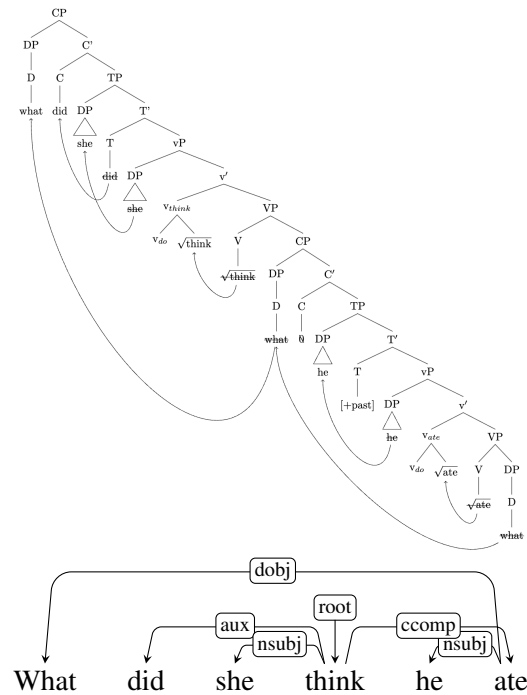 CP
DP C'
D C TP
what did DP T'
she T vP
did DP v′
she v_think VP
v_do √think V CP
√think DP C′
D C TP
what ∅ DP T′
he T vP
[+past] DP v′
he v_ate VP
v_do √ate V DP
√ate D
what
dobj
root
aux ccomp
nsubj nsubj
What did she think he ate